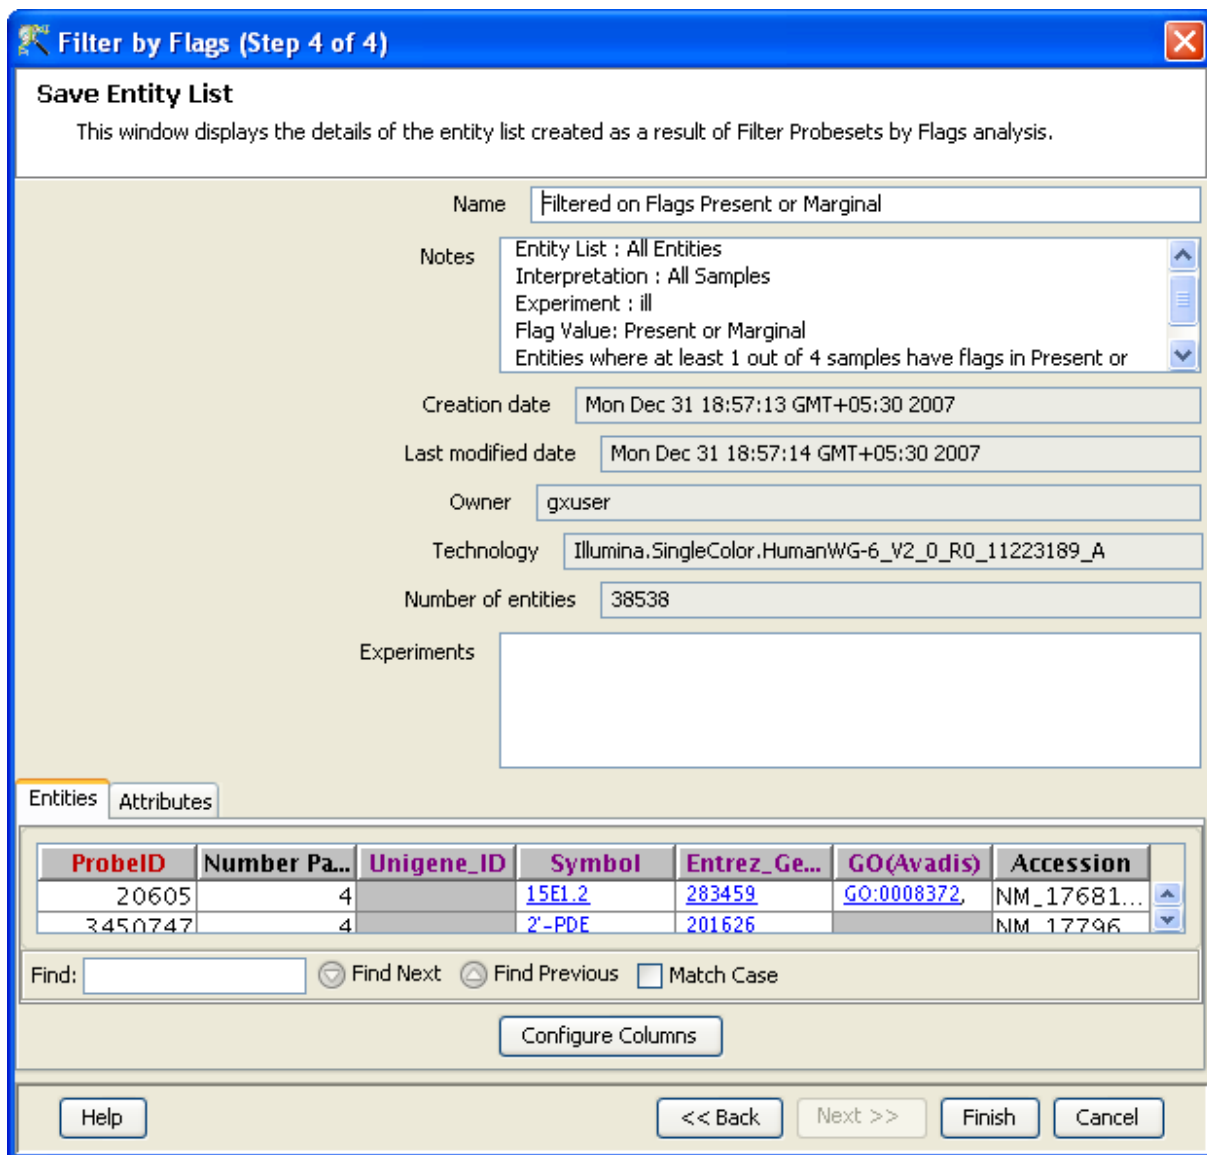 Filter by Flags (Step 4 of 4)
Save Entity List
This window displays the details of the entity list created as a result of Filter Probesets by Flags analysis.
Name Filtered on Flags Present or Marginal
Notes Entity List : All Entities
Interpretation : All Samples
Experiment : ill
Flag Value: Present or Marginal
Entities where at least 1 out of 4 samples have flags in Present or
Creation date Mon Dec 31 18:57:13 GMT+05:30 2007
Last modified date Mon Dec 31 18:57:14 GMT+05:30 2007
Owner gxuser
Technology Illumina.SingleColor.HumanWG-6_V2_0_R0_11223189_A
Number of entities 38538
Experiments
Entities Attributes
ProbeID Number Pa... Unigene_ID Symbol Entrez_Ge... GO(Avadis) Accession
20605 4 15E1.2 283459 GO:0008372, NM_17681...
3450747 4 2'-PDE 201626 NM_17796
Find: Find Next Find Previous Match Case
Configure Columns
Help << Back Next >> Finish Cancel